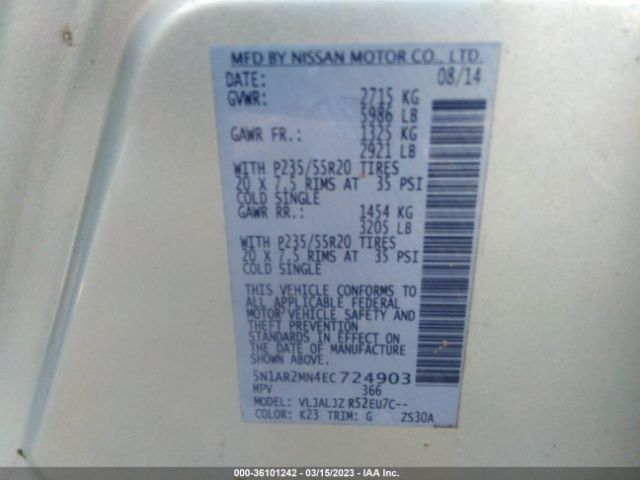 MFD BY NISSAN MOTOR CO., LTD.
DATE: 08/14
GVWR: 2715 KG
5986 LB
GAWR FR.: 1325 KG
2921 LB
WITH P235/55R20 TIRES
20 X 7.5 RIMS AT 35 PSI
COLD SINGLE
GAWR RR.: 1454 KG
3205 LB
WITH P235/55R20 TIRES
20 X 7.5 RIMS AT 35 PSI
COLD SINGLE
THIS VEHICLE CONFORMS TO
ALL APPLICABLE FEDERAL
MOTOR VEHICLE SAFETY AND
THEFT PREVENTION
STANDARDS IN EFFECT ON
THE DATE OF MANUFACTURE
SHOWN ABOVE.
5N1AR2MN4EC724903
MPV 366
MODEL: VLJALJZ R52EU7C--
COLOR: K23 TRIM: G ZS30A
000-36101242 - 03/15/2023 - IAA Inc.